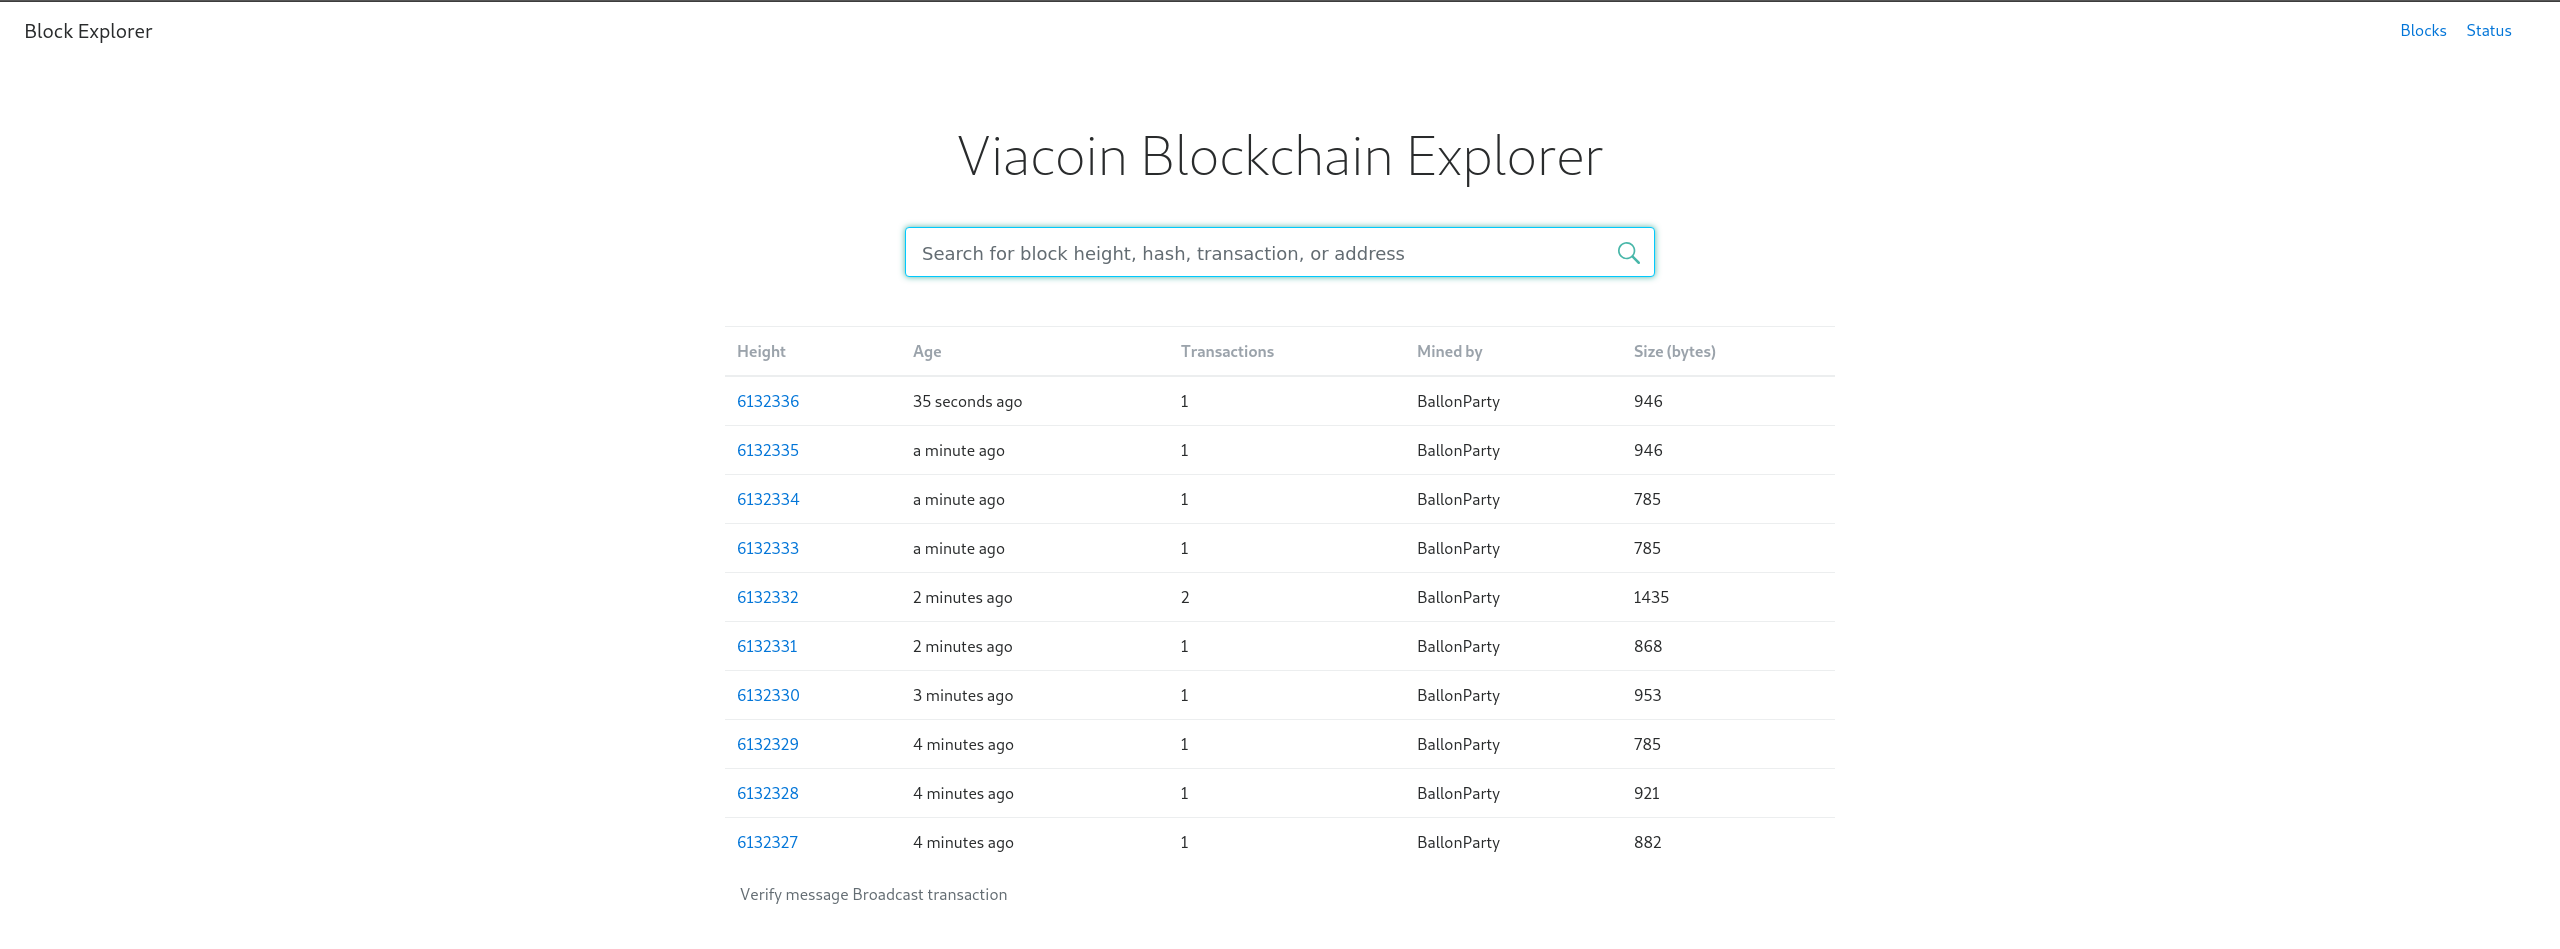 Block Explorer Blocks Status
Viacoin Blockchain Explorer
Search for block height, hash, transaction, or address
Height Age Transactions Mined by Size (bytes)
6132336 35 seconds ago 1 BallonParty 946
6132335 a minute ago 1 BallonParty 946
6132334 a minute ago 1 BallonParty 785
6132333 a minute ago 1 BallonParty 785
6132332 2 minutes ago 2 BallonParty 1435
6132331 2 minutes ago 1 BallonParty 868
6132330 3 minutes ago 1 BallonParty 953
6132329 4 minutes ago 1 BallonParty 785
6132328 4 minutes ago 1 BallonParty 921
6132327 4 minutes ago 1 BallonParty 882
Verify message Broadcast transaction